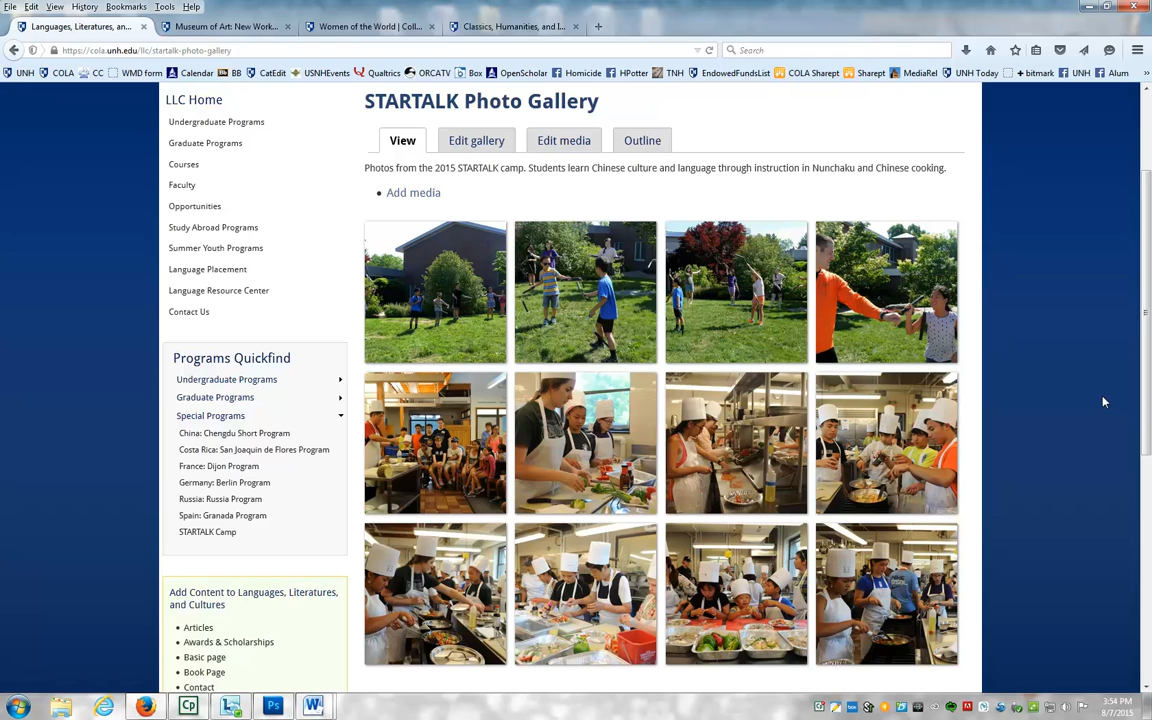 File Edit View History Bookmarks Tools Help
Languages, Literatures, an... × Museum of Art: New Work... × Women of the World | Coll... × Classics, Humanities, and I... × +
https://cola.unh.edu/llc/startalk-photo-gallery Search
UNH COLA CC WMD form Calendar BB CatEdit USNHEvents Qualtrics ORCATV Box OpenScholar Homicide HPotter TNH EndowedFundsList COLA Sharept Sharept MediaRel UNH Today + bitmark UNH Alum
LLC Home
Undergraduate Programs
Graduate Programs
Courses
Faculty
Opportunities
Study Abroad Programs
Summer Youth Programs
Language Placement
Language Resource Center
Contact Us
Programs Quickfind
Undergraduate Programs
Graduate Programs
Special Programs
China: Chengdu Short Program
Costa Rica: San Joaquin de Flores Program
France: Dijon Program
Germany: Berlin Program
Russia: Russia Program
Spain: Granada Program
STARTALK Camp
Add Content to Languages, Literatures,
and Cultures
Articles
Awards & Scholarships
Basic page
Book Page
Contact
STARTALK Photo Gallery
View Edit gallery Edit media Outline
Photos from the 2015 STARTALK camp. Students learn Chinese culture and language through instruction in Nunchaku and Chinese cooking.
Add media
Cp Ps W
3:54 PM
8/7/2015